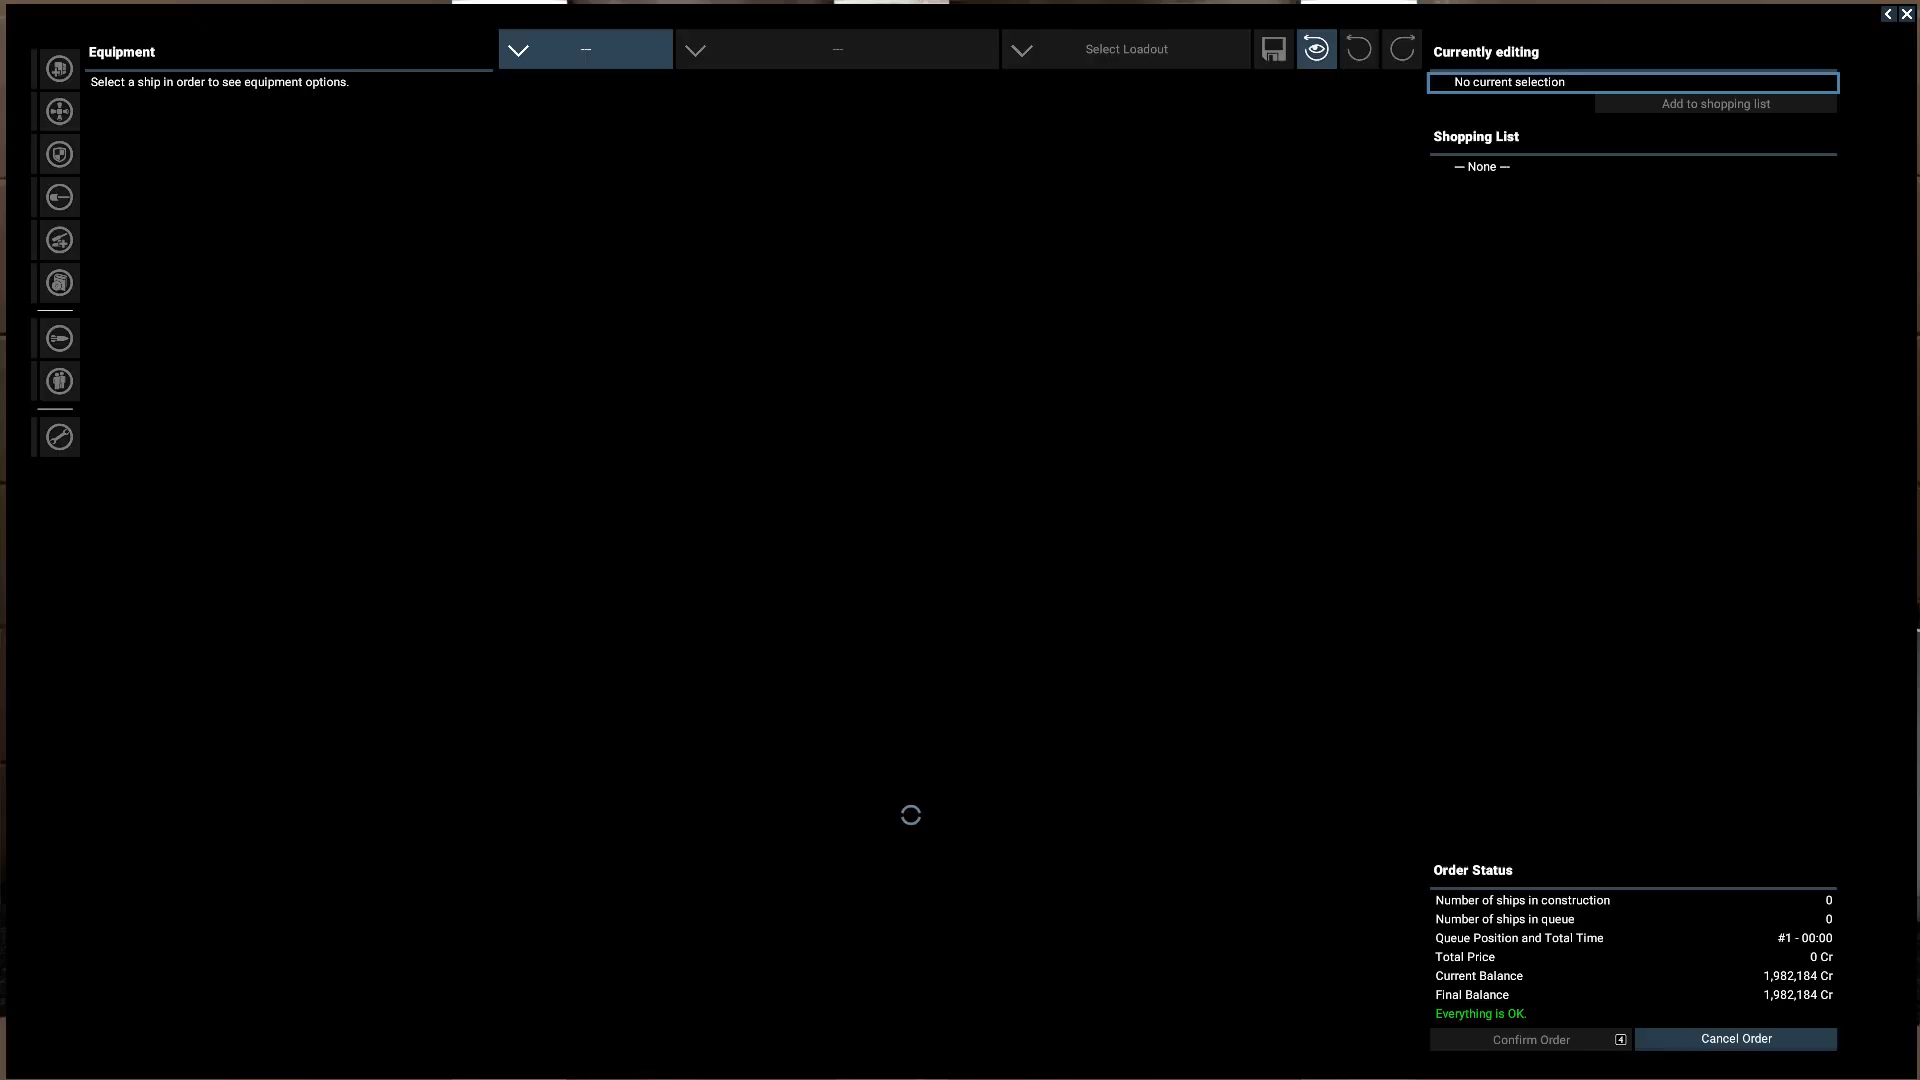 Equipment
Select a ship in order to see equipment options.
---
---
Select Loadout
Currently editing
No current selection
Add to shopping list
Shopping List
— None —
Order Status
Number of ships in construction 0
Number of ships in queue 0
Queue Position and Total Time #1 - 00:00
Total Price 0 Cr
Current Balance 1,982,184 Cr
Final Balance 1,982,184 Cr
Everything is OK.
Confirm Order 4
Cancel Order